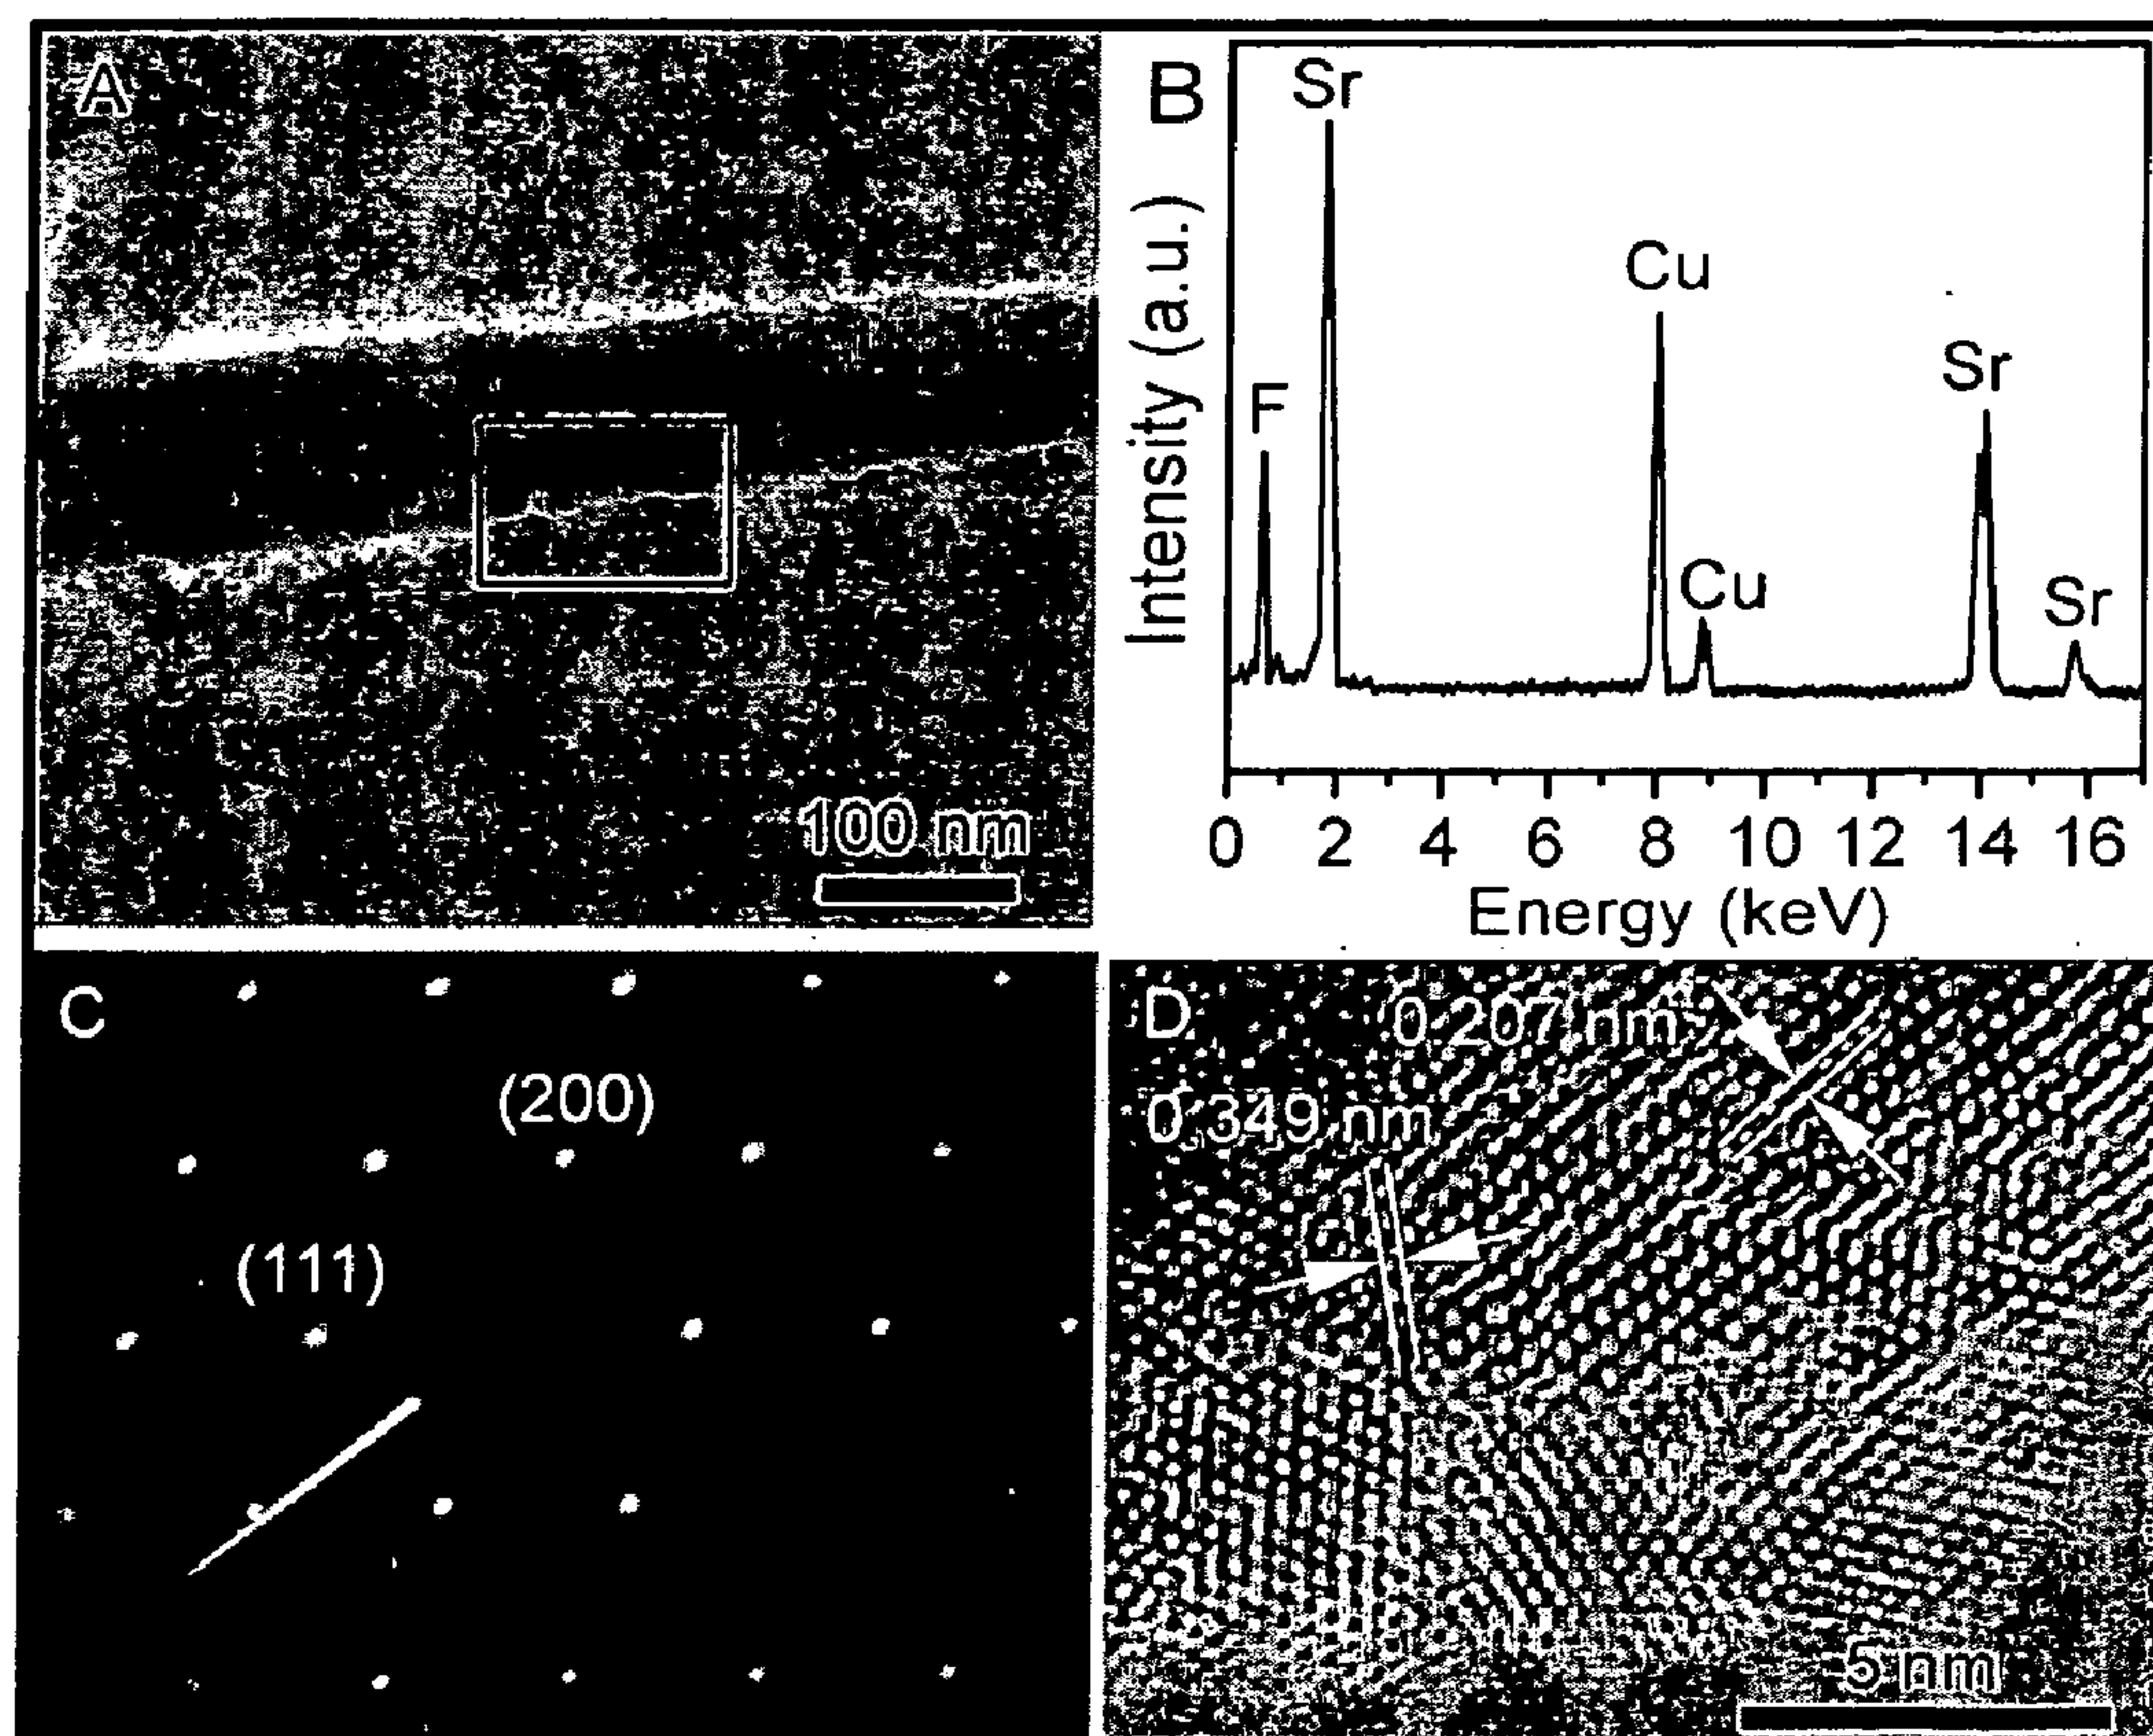 A
100 nm
B
Sr
Cu
Sr
F
Cu
Sr
Intensity (a.u.)
0 2 4 6 8 10 12 14 16
Energy (keV)
C
(200)
(111)
D
0.207 nm
0.349 nm
5 nm